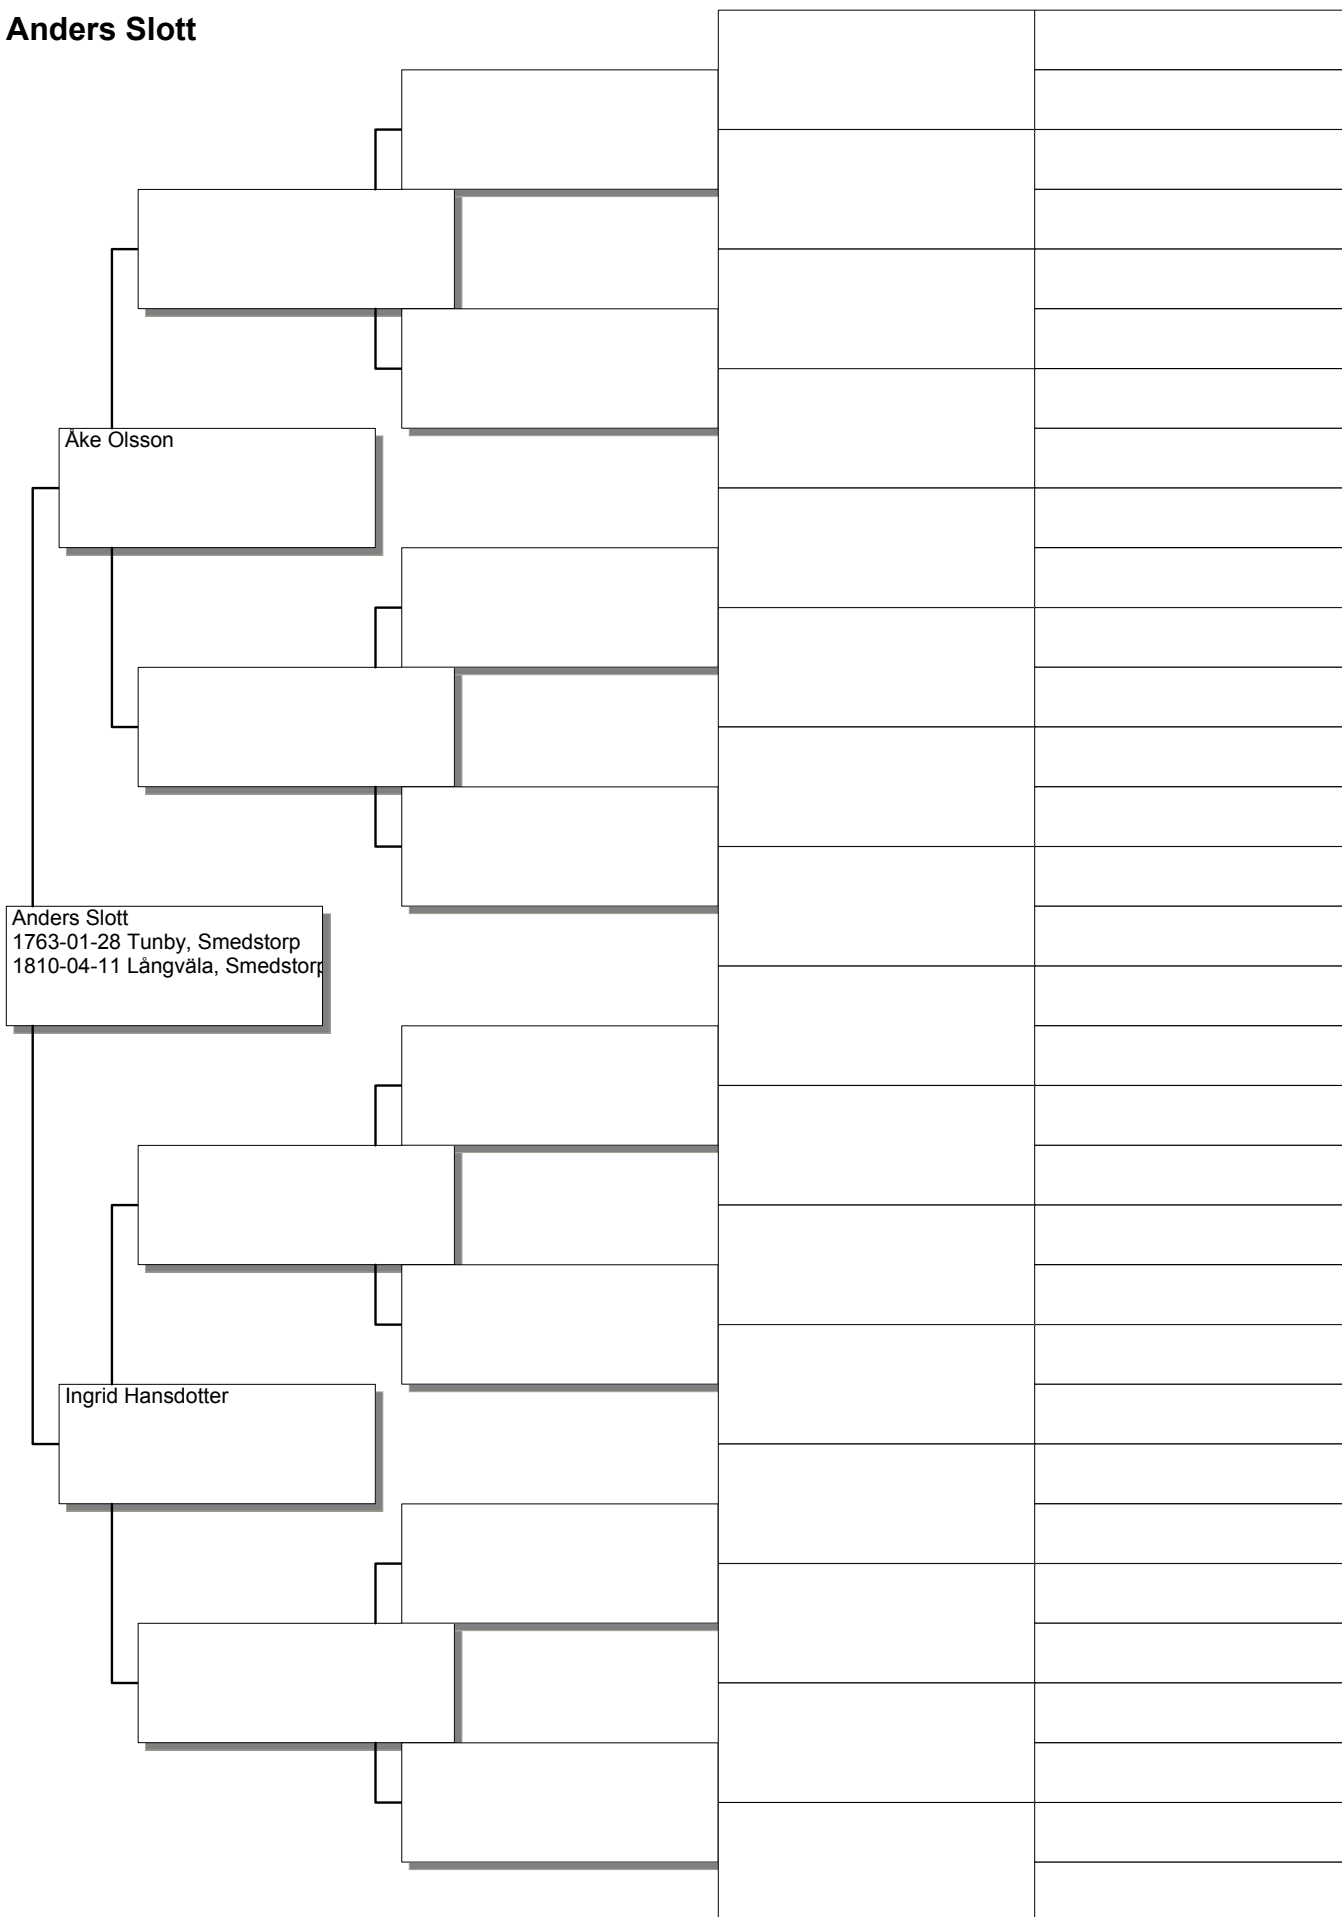 Anders Slott
Åke Olsson
Anders Slott
1763-01-28 Tunby, Smedstorp
1810-04-11 Långväla, Smedstorp
Ingrid Hansdotter